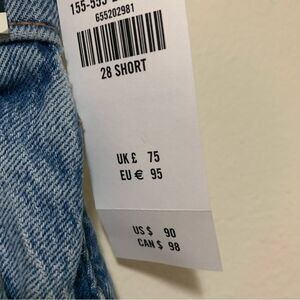 655202981
28 SHORT
UK £ 75
EU € 95
US $ 90
CAN $ 98